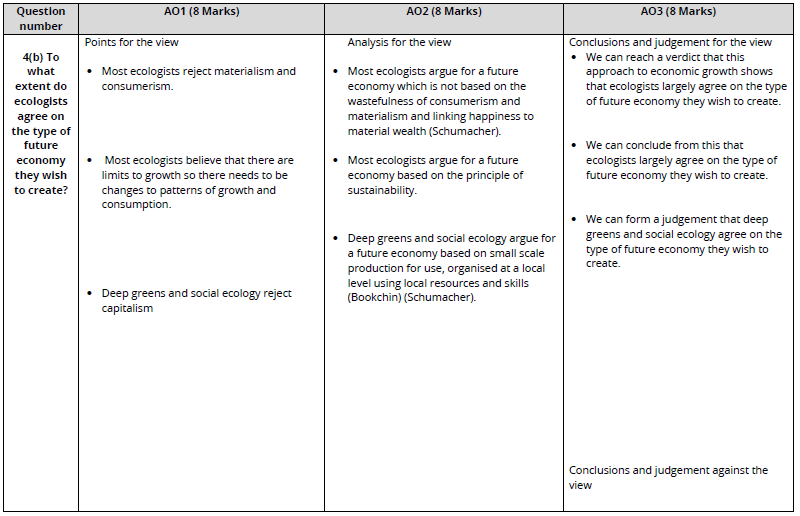 Question
number
AO1 (8 Marks)
AO2 (8 Marks)
AO3 (8 Marks)
4(b) To
what
extent do
ecologists
agree on
the type of
future
economy
they wish
to create?
Points for the view
• Most ecologists reject materialism and
consumerism.
• Most ecologists believe that there are
limits to growth so there needs to be
changes to patterns of growth and
consumption.
• Deep greens and social ecology reject
capitalism
Analysis for the view
• Most ecologists argue for a future
economy which is not based on the
wastefulness of consumerism and
materialism and linking happiness to
material wealth (Schumacher).
• Most ecologists argue for a future
economy based on the principle of
sustainability.
• Deep greens and social ecology argue for
a future economy based on small scale
production for use, organised at a local
level using local resources and skills
(Bookchin) (Schumacher).
Conclusions and judgement for the view
• We can reach a verdict that this
approach to economic growth shows
that ecologists largely agree on the type
of future economy they wish to create.
• We can conclude from this that
ecologists largely agree on the type of
future economy they wish to create.
• We can form a judgement that deep
greens and social ecology agree on the
type of future economy they wish to
create.
Conclusions and judgement against the
view